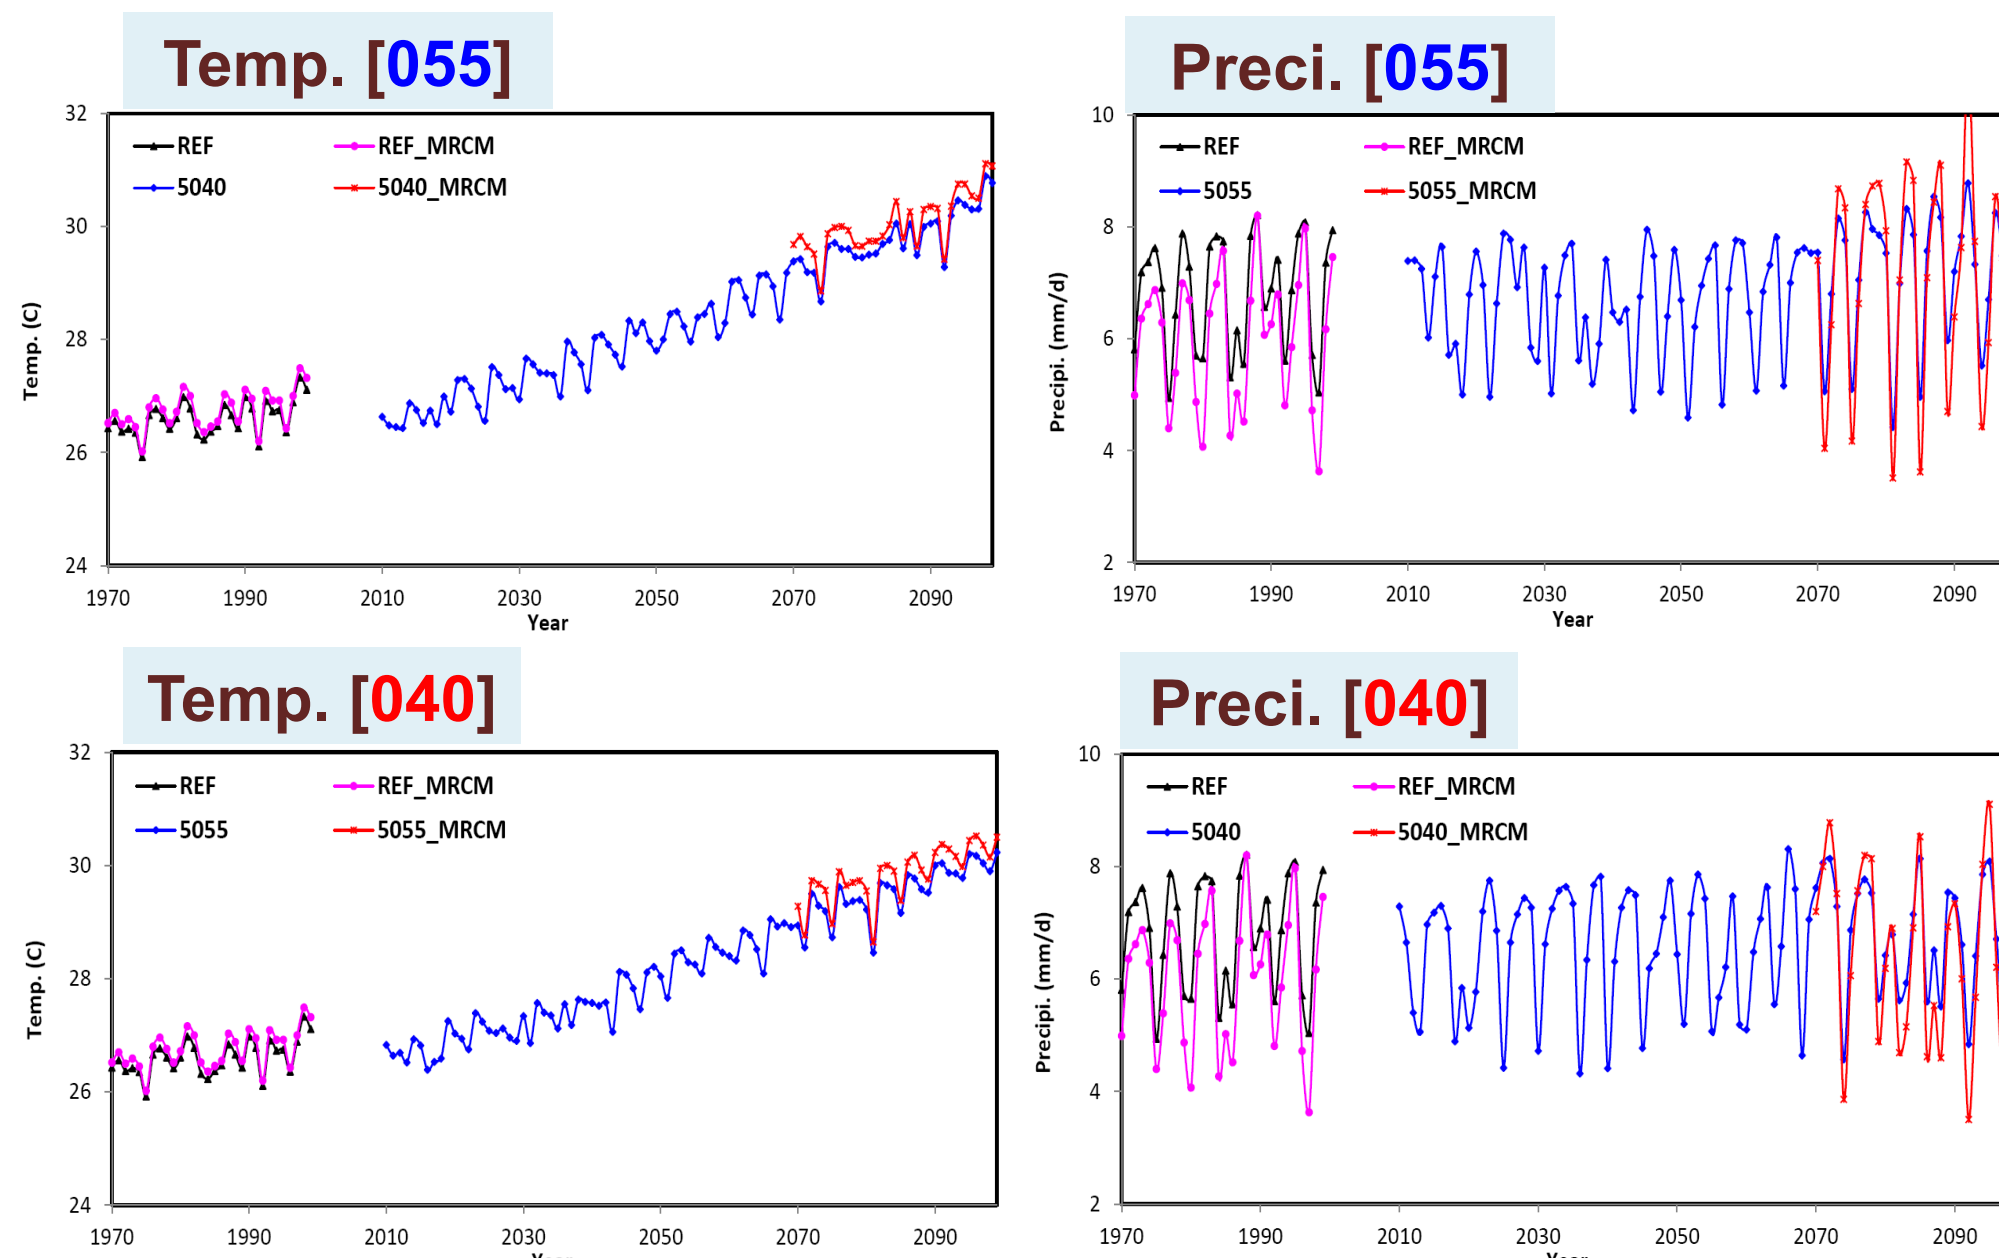 Temp. [055]
32
30
28
26
24
Temp. (C)
REF
REF_MRCM
5040
5040_MRCM
1970
1990
2010
2030
2050
2070
2090
Year
Preci. [055]
10
8
6
4
2
Precipi. (mm/d)
REF
REF_MRCM
5055
5055_MRCM
1970
1990
2010
2030
2050
2070
2090
Year
Temp. [040]
32
30
28
26
24
Temp. (C)
REF
REF_MRCM
5055
5055_MRCM
1970
1990
2010
2030
2050
2070
2090
Year
Preci. [040]
10
8
6
4
2
Precipi. (mm/d)
REF
REF_MRCM
5040
5040_MRCM
1970
1990
2010
2030
2050
2070
2090
Year